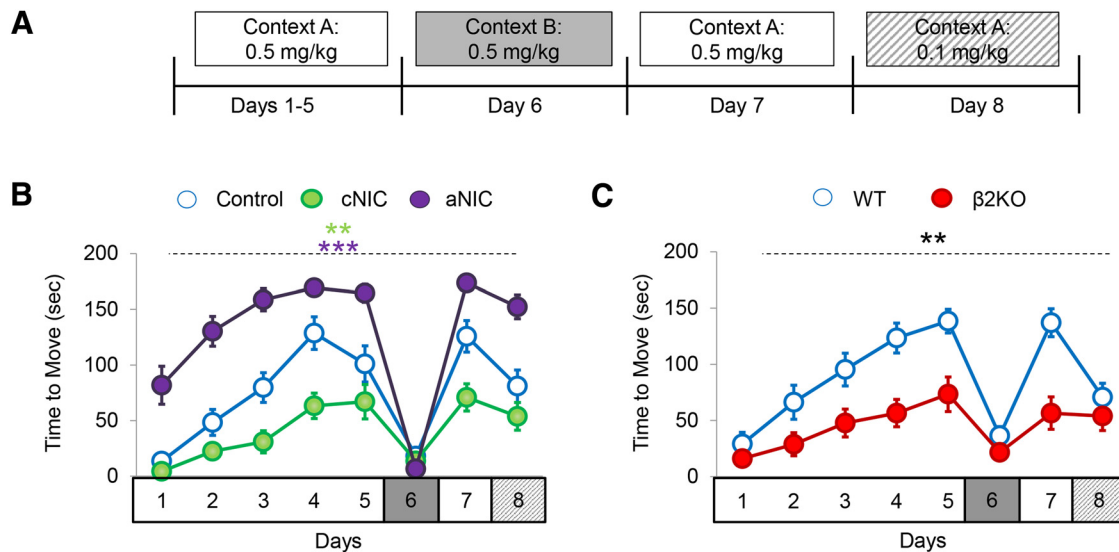 A
Context A:
0.5 mg/kg
Context B:
0.5 mg/kg
Context A:
0.5 mg/kg
Context A:
0.1 mg/kg
Days 1-5
Day 6
Day 7
Day 8
B
Control cNIC aNIC
**
***
200
150
100
50
0
Time to Move (sec)
1 2 3 4 5 6 7 8
Days
C
WT β2KO
**
200
150
100
50
0
Time to Move (sec)
1 2 3 4 5 6 7 8
Days